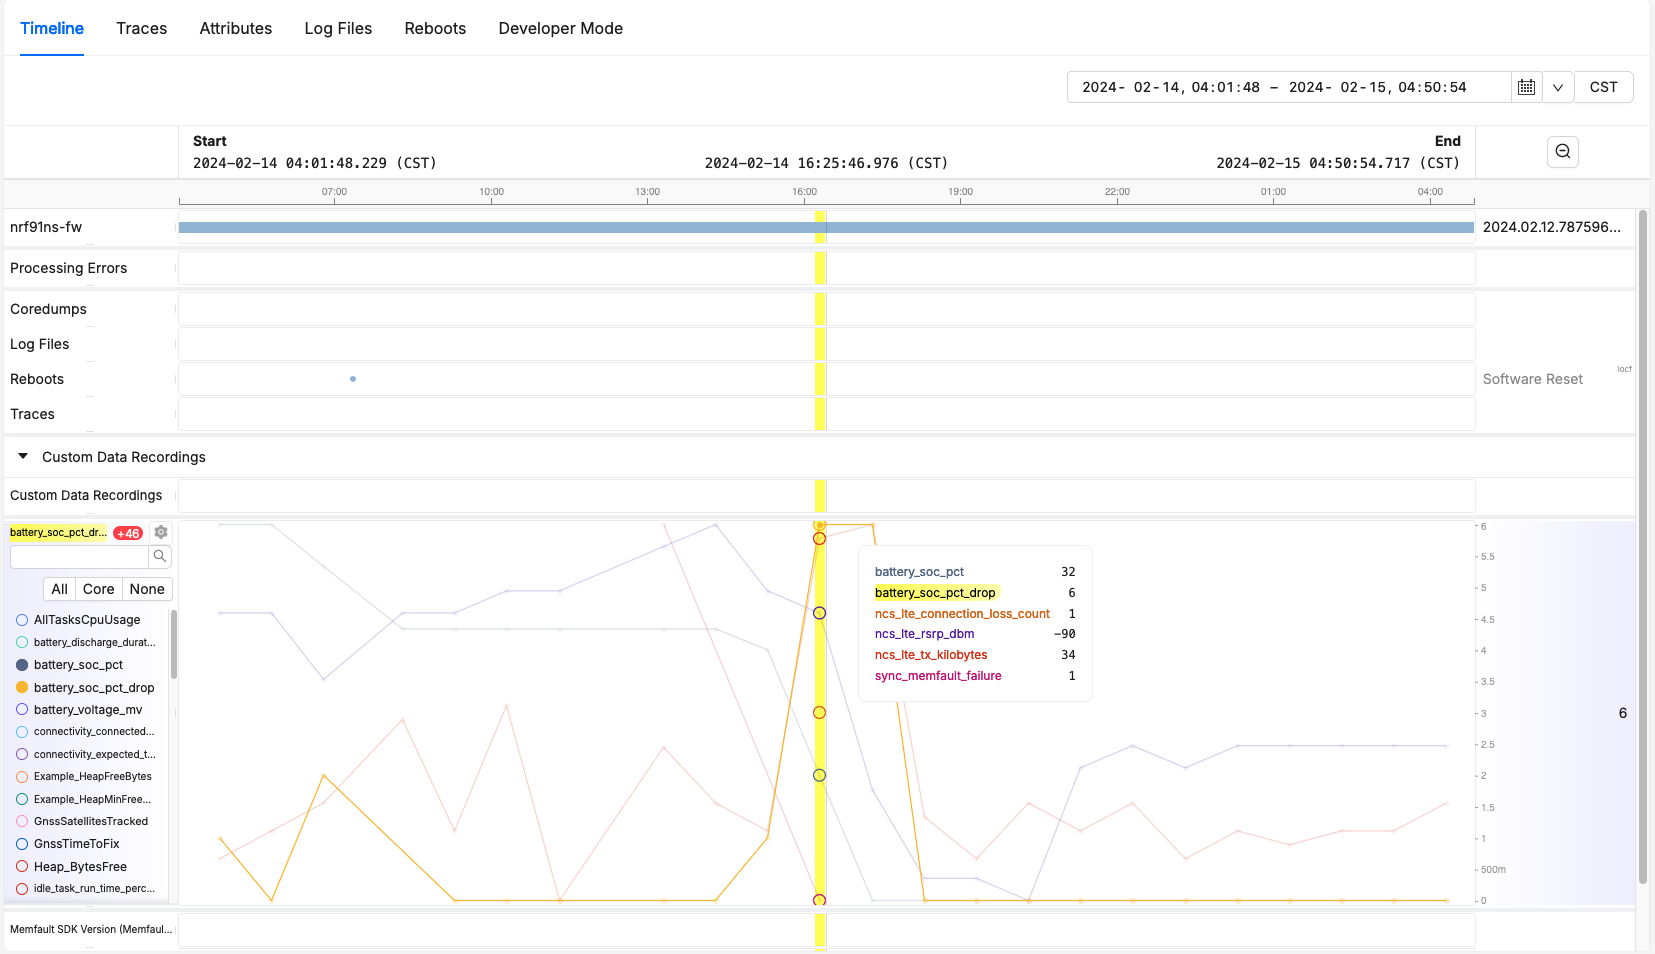 Timeline Traces Attributes Log Files Reboots Developer Mode
2024- 02-14, 04:01:48 – 2024- 02-15, 04:50:54 CST
Start End
2024-02-14 04:01:48.229 (CST) 2024-02-14 16:25:46.976 (CST) 2024-02-15 04:50:54.717 (CST)
07:00 10:00 13:00 16:00 19:00 22:00 01:00 04:00
nrf91ns-fw 2024.02.12.787596...
Processing Errors
Coredumps
Log Files
Reboots Software Reset locf
Traces
Custom Data Recordings
Custom Data Recordings
battery_soc_pct_dr... +46
All Core None
AllTasksCpuUsage
battery_discharge_durat...
battery_soc_pct
battery_soc_pct_drop
battery_voltage_mv
connectivity_connected...
connectivity_expected_t...
Example_HeapFreeBytes
Example_HeapMinFree...
GnssSatellitesTracked
GnssTimeToFix
Heap_BytesFree
idle_task_run_time_perc...
battery_soc_pct 32
battery_soc_pct_drop 6
ncs_lte_connection_loss_count 1
ncs_lte_rsrp_dbm −90
ncs_lte_tx_kilobytes 34
sync_memfault_failure 1
6
5.5
5
4.5
4
3.5
3
2.5
2
1.5
1
500m
0
6
Memfault SDK Version (Memfaul...